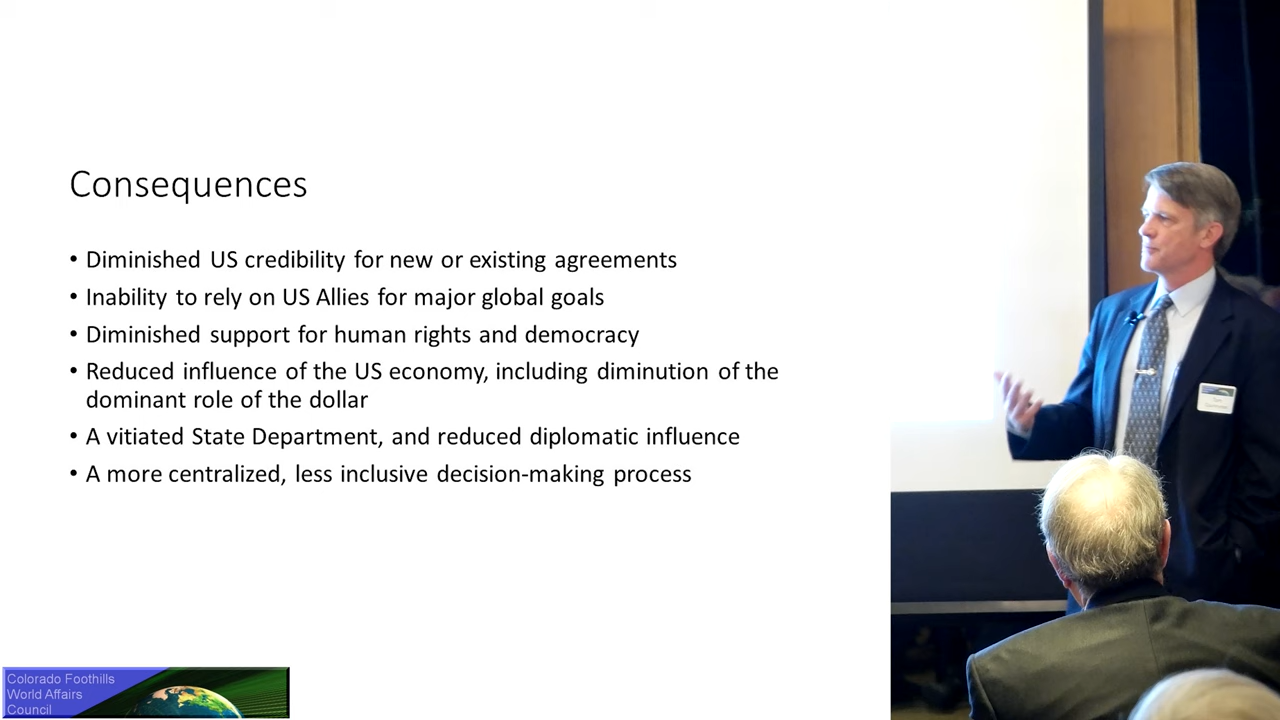 Consequences
• Diminished US credibility for new or existing agreements
• Inability to rely on US Allies for major global goals
• Diminished support for human rights and democracy
• Reduced influence of the US economy, including diminution of the
dominant role of the dollar
• A vitiated State Department, and reduced diplomatic influence
• A more centralized, less inclusive decision-making process
Colorado Foothills
World Affairs
Council